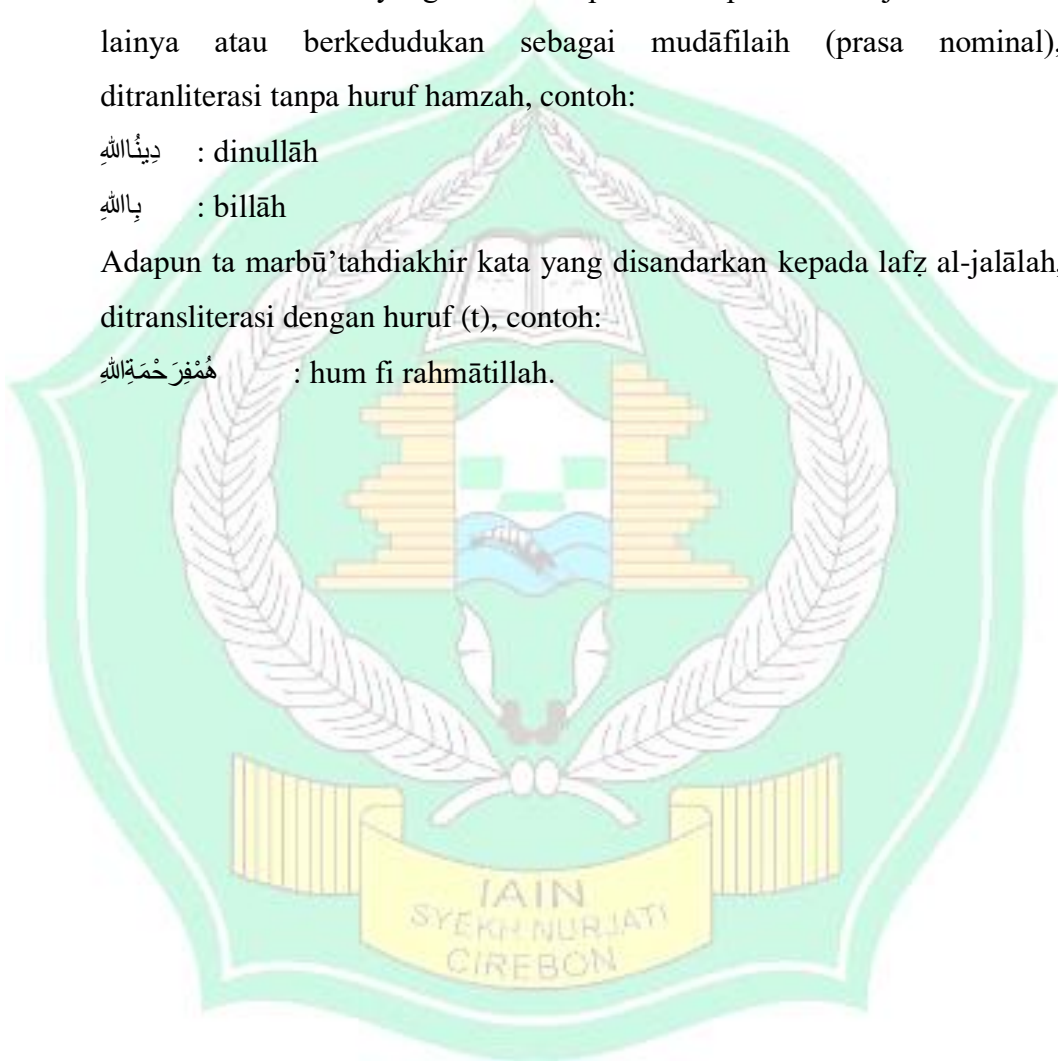 lainya atau berkedudukan sebagai mudāfilaih (prasa nominal),
ditranliterasi tanpa huruf hamzah, contoh:
دِينُاللهِ : dinullāh
بِاللهِ : billāh
Adapun ta marbū’tahdiakhir kata yang disandarkan kepada lafẓ al-jalālah,
ditransliterasi dengan huruf (t), contoh:
هُمْفِرَحْمَةِاللهِ : hum fi rahmātillah.
IAIN
SYEKH NURJATI
CIREBON